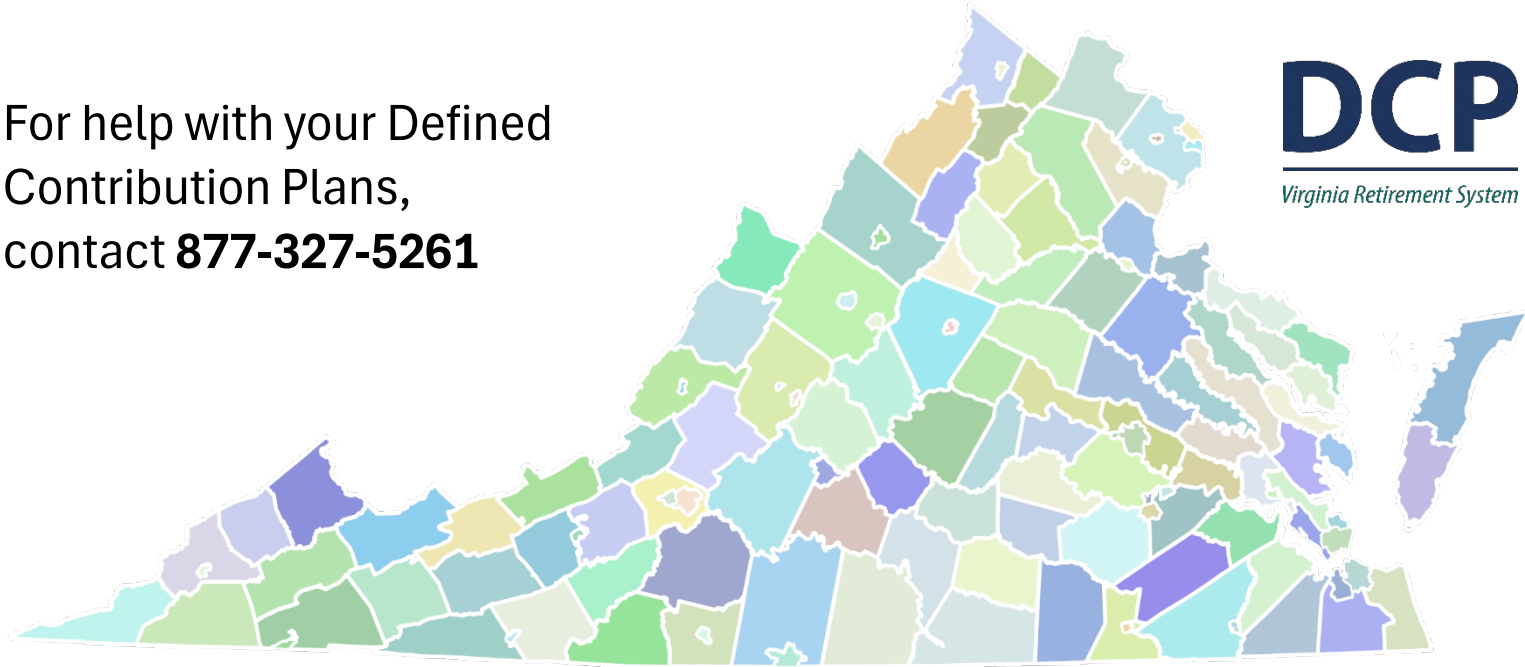 For help with your Defined
Contribution Plans,
contact 877-327-5261
DCP
Virginia Retirement System